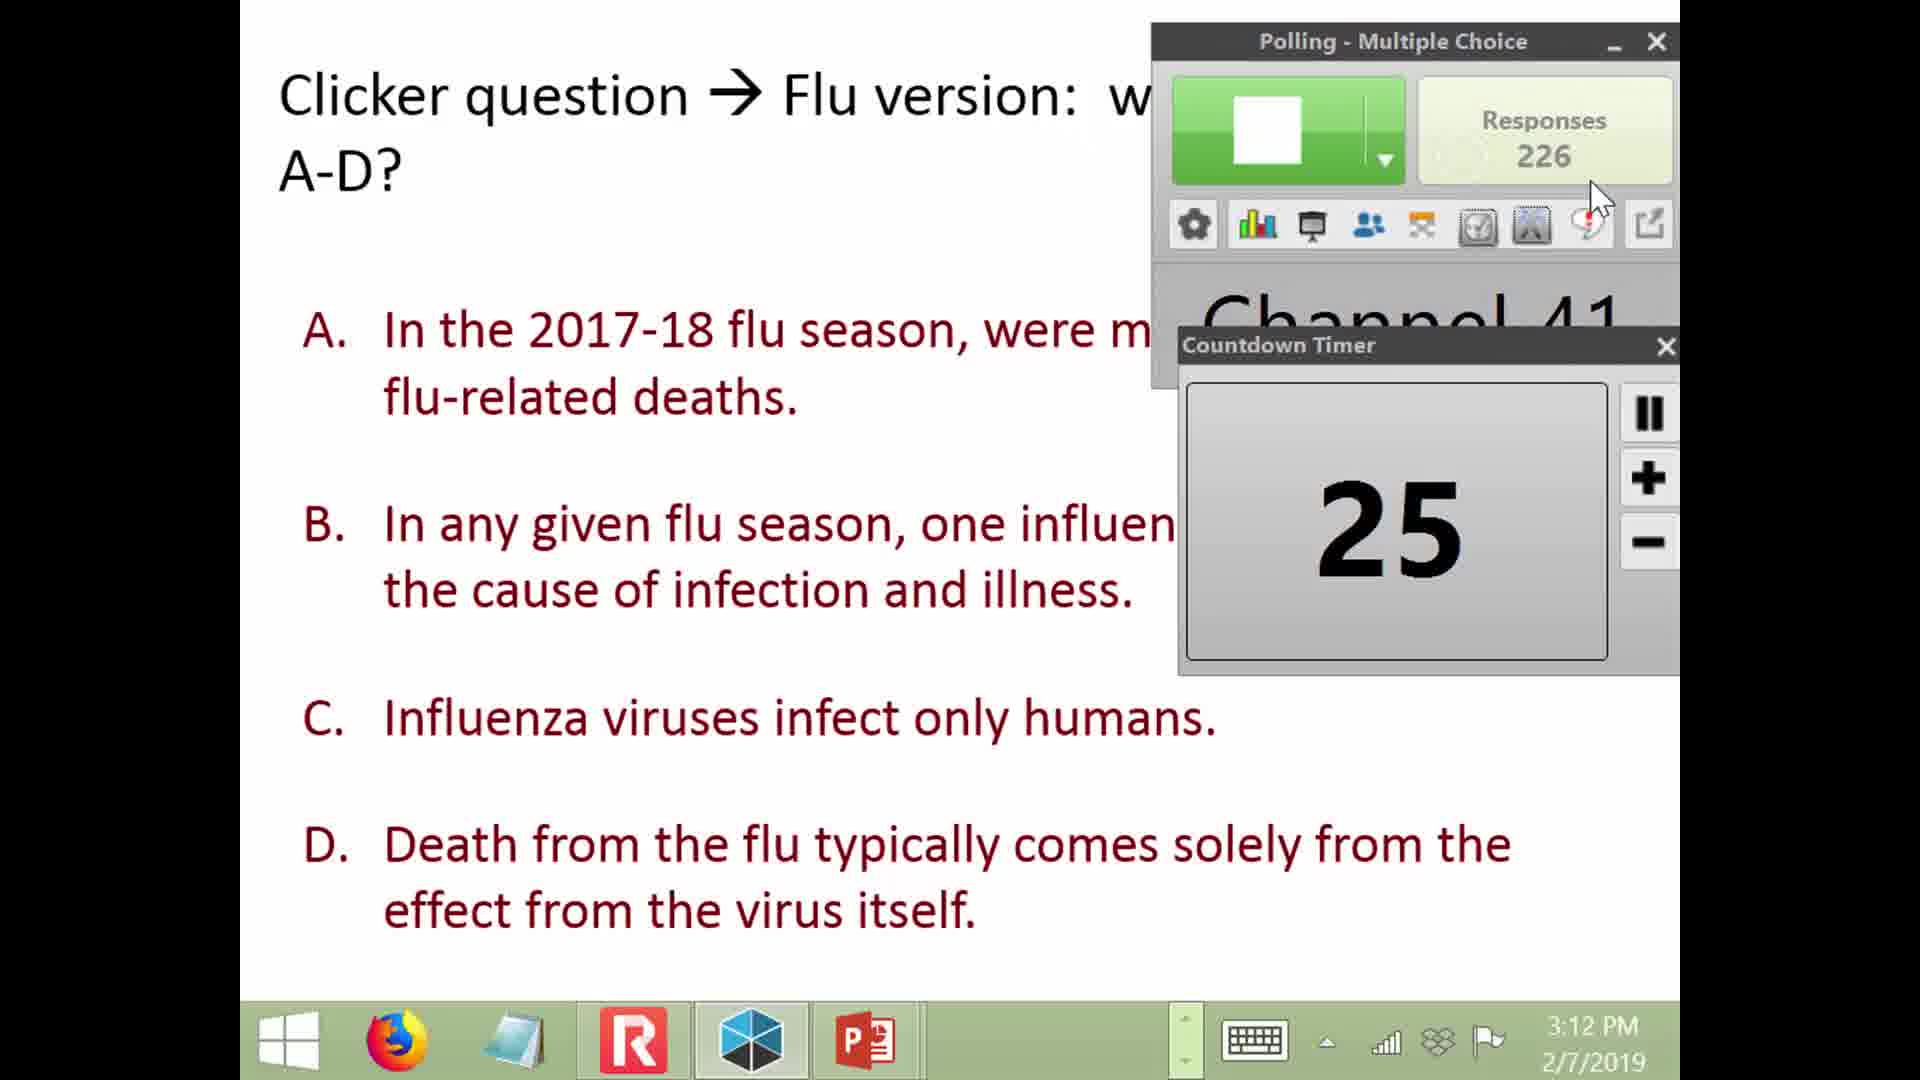 Clicker question → Flu version: w
A-D?
A. In the 2017-18 flu season, were m
flu-related deaths.
B. In any given flu season, one influen
the cause of infection and illness.
C. Influenza viruses infect only humans.
D. Death from the flu typically comes solely from the
effect from the virus itself.
Polling - Multiple Choice
Responses
226
Channel 41
Countdown Timer
25
3:12 PM
2/7/2019